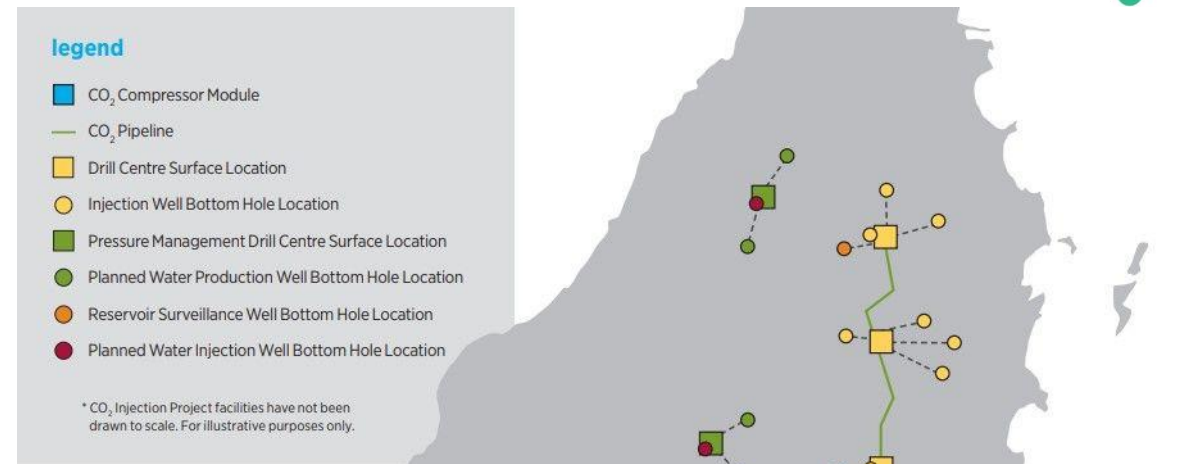 legend
CO₂ Compressor Module
CO₂ Pipeline
Drill Centre Surface Location
Injection Well Bottom Hole Location
Pressure Management Drill Centre Surface Location
Planned Water Production Well Bottom Hole Location
Reservoir Surveillance Well Bottom Hole Location
Planned Water Injection Well Bottom Hole Location
* CO₂ Injection Project facilities have not been
drawn to scale. For illustrative purposes only.